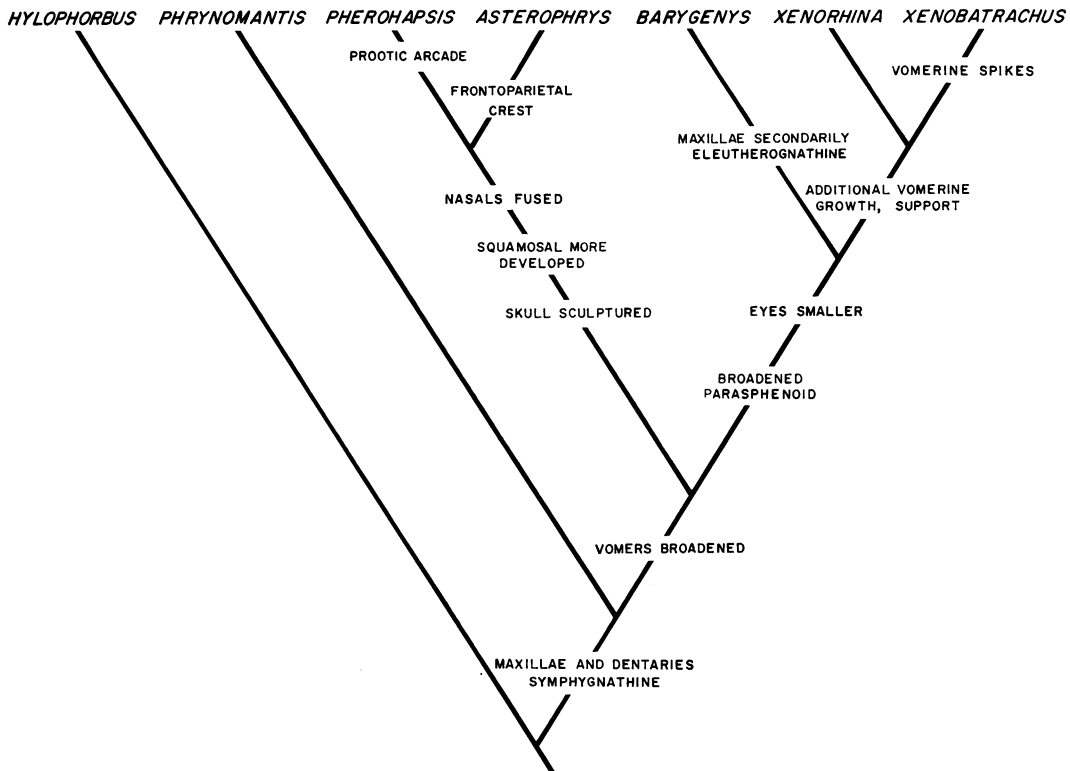 HYLOPHORBUS PHRYNOMANTIS PHEROHAPSIS ASTEROPHRYS BARYGENYS XENORHINA XENOBATRACHUS
PROOTIC ARCADE
VOMERINE SPIKES
FRONTOPARIETAL
CREST
MAXILLAE SECONDARILY
ELEUTHEROGNATHINE
NASALS FUSED
ADDITIONAL VOMERINE
GROWTH, SUPPORT
SQUAMOSAL MORE
DEVELOPED
SKULL SCULPTURED
EYES SMALLER
BROADENED
PARASPHENOID
VOMERS BROADENED
MAXILLAE AND DENTARIES
SYMPHYGNATHINE